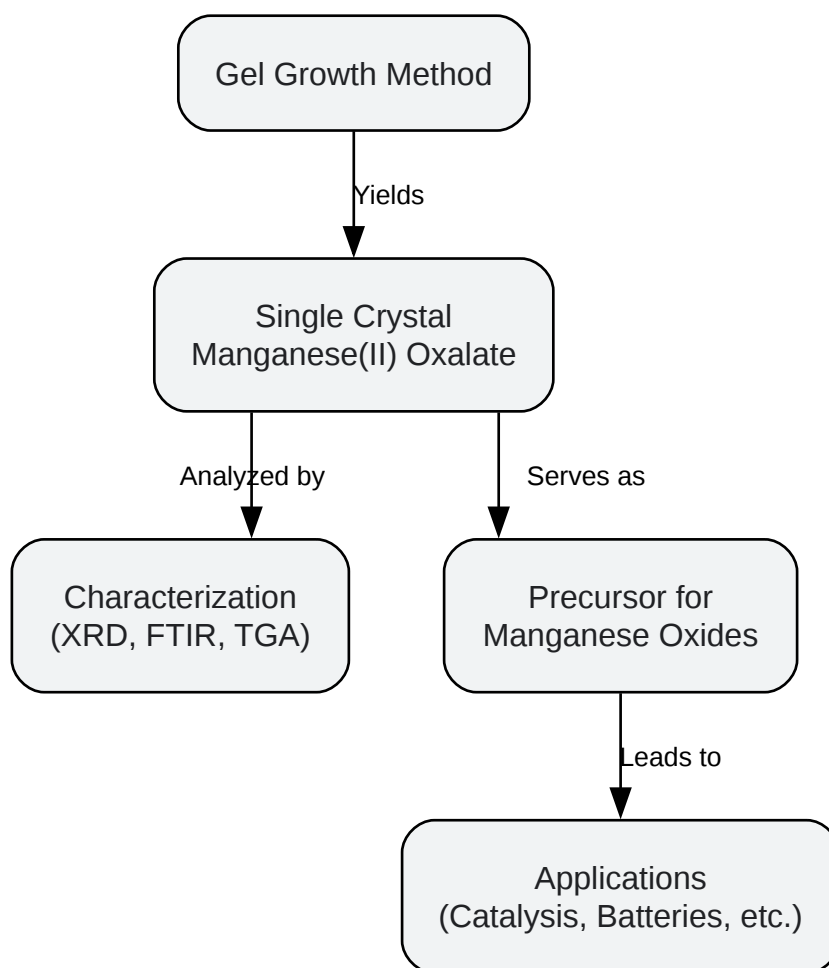 Gel Growth Method
Yields
Single Crystal
Manganese(II) Oxalate
Analyzed by
Serves as
Characterization
(XRD, FTIR, TGA)
Precursor for
Manganese Oxides
Leads to
Applications
(Catalysis, Batteries, etc.)